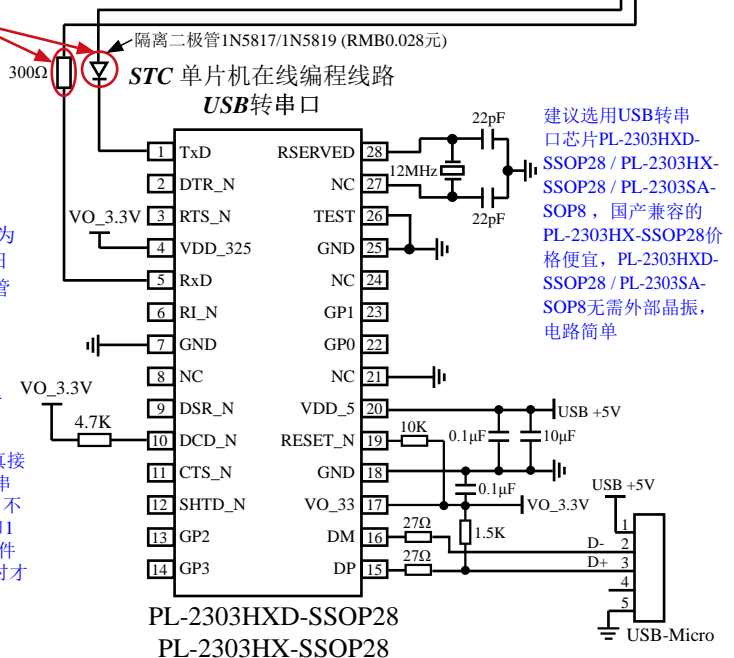 隔离二极管1N5817/1N5819 (RMB0.028元)
300Ω
STC 单片机在线编程线路
USB转串口
22pF
12MHz
22pF
建议选用USB转串
口芯片PL-2303HXD-
SSOP28 / PL-2303HX-
SSOP28 / PL-2303SA-
SOP8 ，国产兼容的
PL-2303HX-SSOP28价
格便宜，PL-2303HXD-
SSOP28 / PL-2303SA-
SOP8无需外部晶振，
电路简单
1 TxD RSERVED 28
2 DTR_N NC 27
VO_3.3V
3 RTS_N TEST 26
4 VDD_325 GND 25
5 RxD NC 24
6 RI_N GP1 23
7 GND GP0 22
8 NC NC 21
VO_3.3V
9 DSR_N VDD_5 20
USB +5V
4.7K
10 DCD_N RESET_N 19
10K
0.1μF
10μF
11 CTS_N GND 18
0.1μF
12 SHTD_N VO_33 17
VO_3.3V
13 GP2 DM 16
27Ω
1.5K
14 GP3 DP 15
27Ω
USB +5V
1
D- 2
D+ 3
4
5
USB-Micro
PL-2303HXD-SSOP28
PL-2303HX-SSOP28
为
管
接
串
不
1
件
才